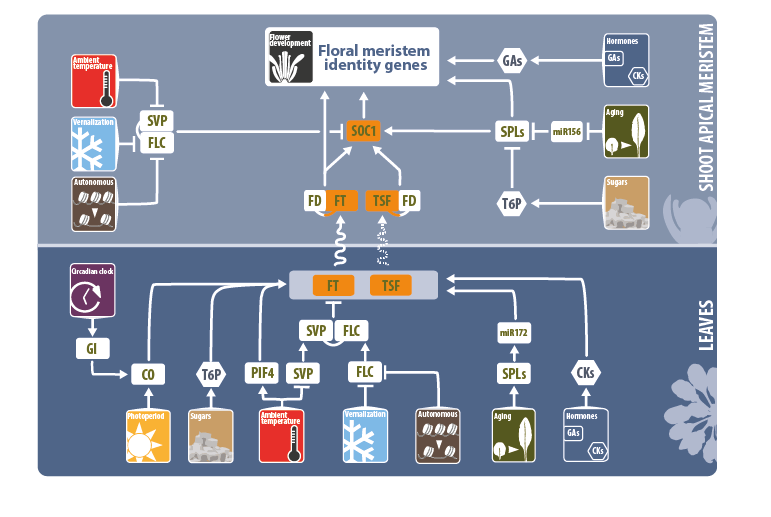 SHOOT APICAL MERISTEM
Flower
development
Floral meristem
identity genes
GAs
Hormones
GAs
CKs
Ambient
temperature
Vernalization
Autonomous
SVP
FLC
SOC1
SPLs
miR156
Aging
T6P
Sugars
FD
FT
TSF
FD
LEAVES
Circadian clock
GI
CO
Photoperiod
FT
TSF
T6P
Sugars
PIF4
SVP
Ambient
temperature
SVP
FLC
FLC
Vernalization
Autonomous
miR172
SPLs
Aging
CKs
Hormones
GAs
CKs